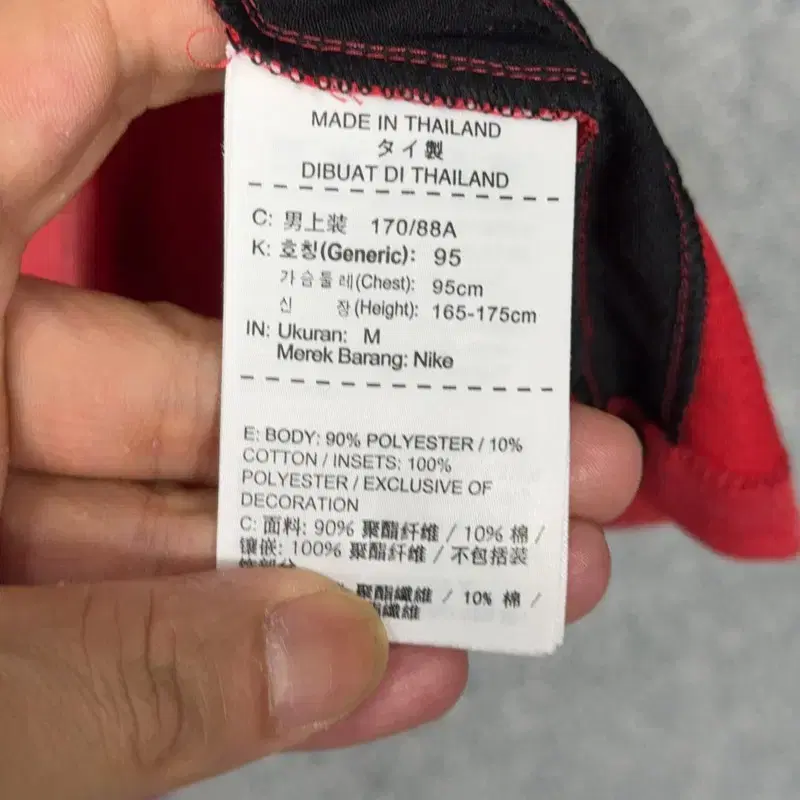 MADE IN THAILAND
タイ製
DIBUAT DI THAILAND
C: 男上装 170/88A
K: 호칭(Generic): 95
가슴둘레(Chest): 95cm
신 장(Height): 165-175cm
IN: Ukuran: M
Merek Barang: Nike
E: BODY: 90% POLYESTER / 10%
COTTON / INSETS: 100%
POLYESTER / EXCLUSIVE OF
DECORATION
C: 面料: 90% 聚酯纤维 / 10% 棉 /
镶嵌: 100% 聚酯纤维 / 不包括装
聚酯纖維 / 10% 棉 /
纖維